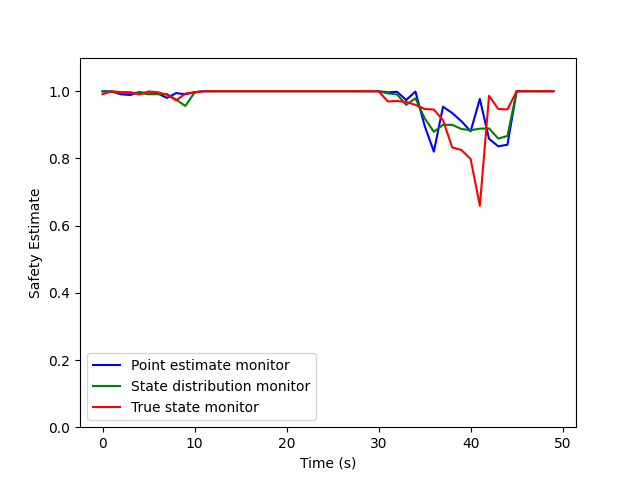 Safety Estimate
1.0
0.8
0.6
0.4
0.2
0.0
Point estimate monitor
State distribution monitor
True state monitor
0 10 20 30 40 50
Time (s)